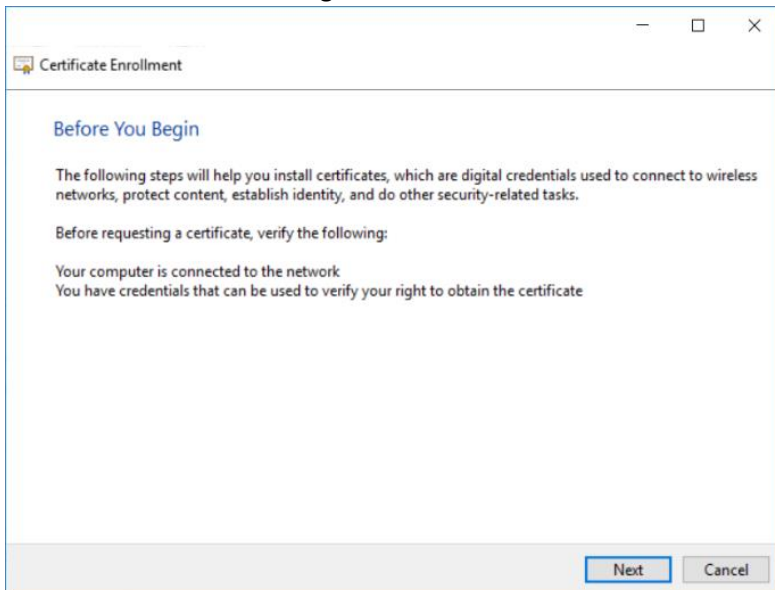 Certificate Enrollment
Before You Begin
The following steps will help you install certificates, which are digital credentials used to connect to wireless
networks, protect content, establish identity, and do other security-related tasks.
Before requesting a certificate, verify the following:
Your computer is connected to the network
You have credentials that can be used to verify your right to obtain the certificate
Next Cancel